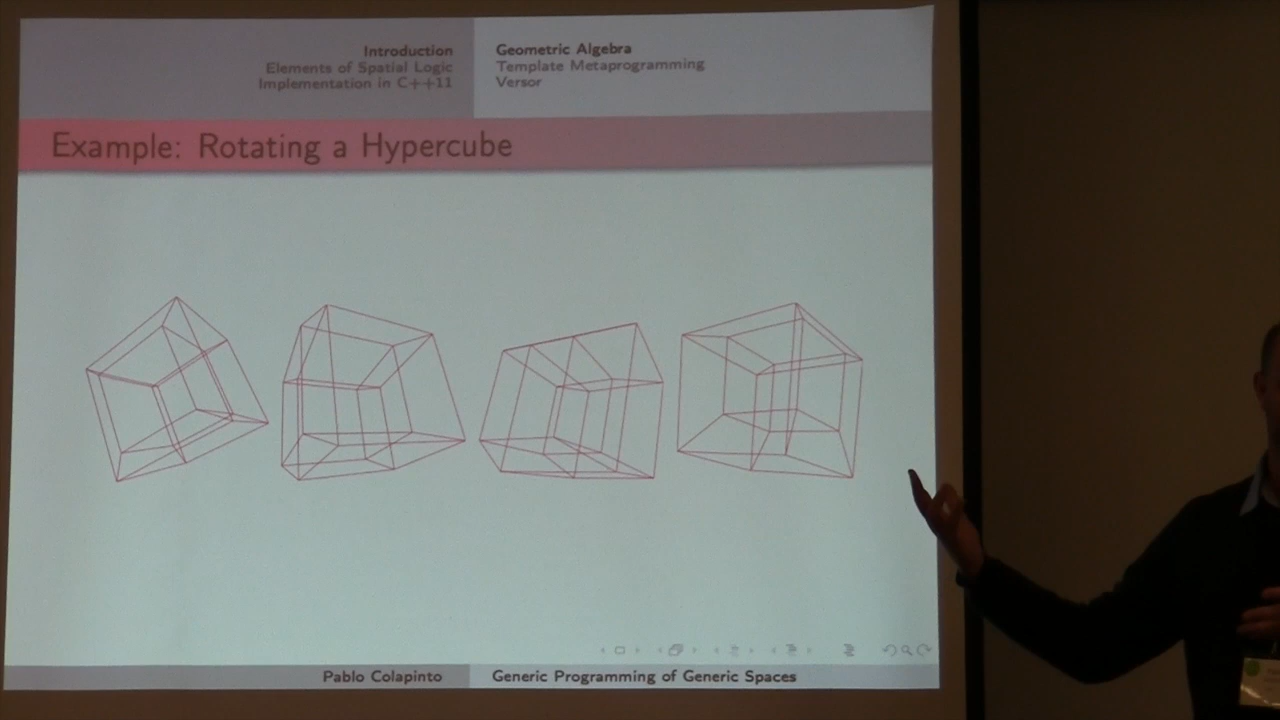 Introduction
Elements of Spatial Logic
Implementation in C++11
Geometric Algebra
Template Metaprogramming
Versor
Example: Rotating a Hypercube
Pablo Colapinto
Generic Programming of Generic Spaces